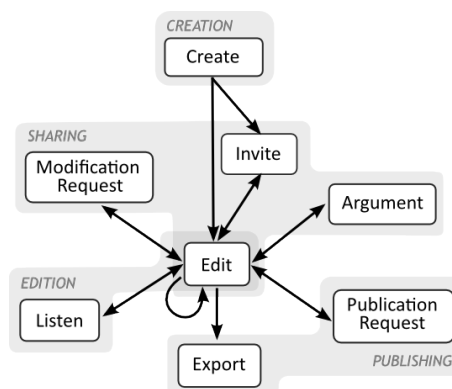 CREATION
Create
SHARING
Modification
Request
Invite
Argument
Edit
EDITION
Listen
Publication
Request
Export
PUBLISHING